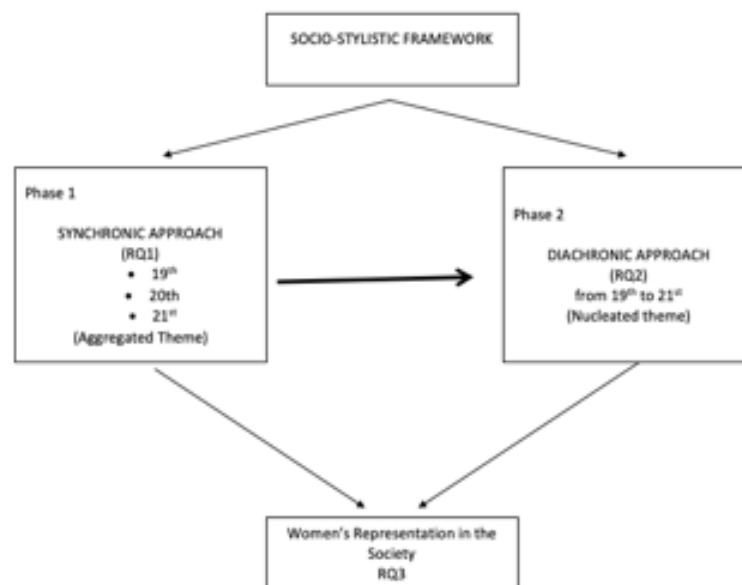 SOCIO-STYLISTIC FRAMEWORK
Phase 1
SYNCHRONIC APPROACH
(RQ1)
• 19th
• 20th
• 21st
(Aggregated Theme)
Phase 2
DIACHRONIC APPROACH
(RQ2)
from 19th to 21st
(Nucleated theme)
Women's Representation in the
Society
RQ3